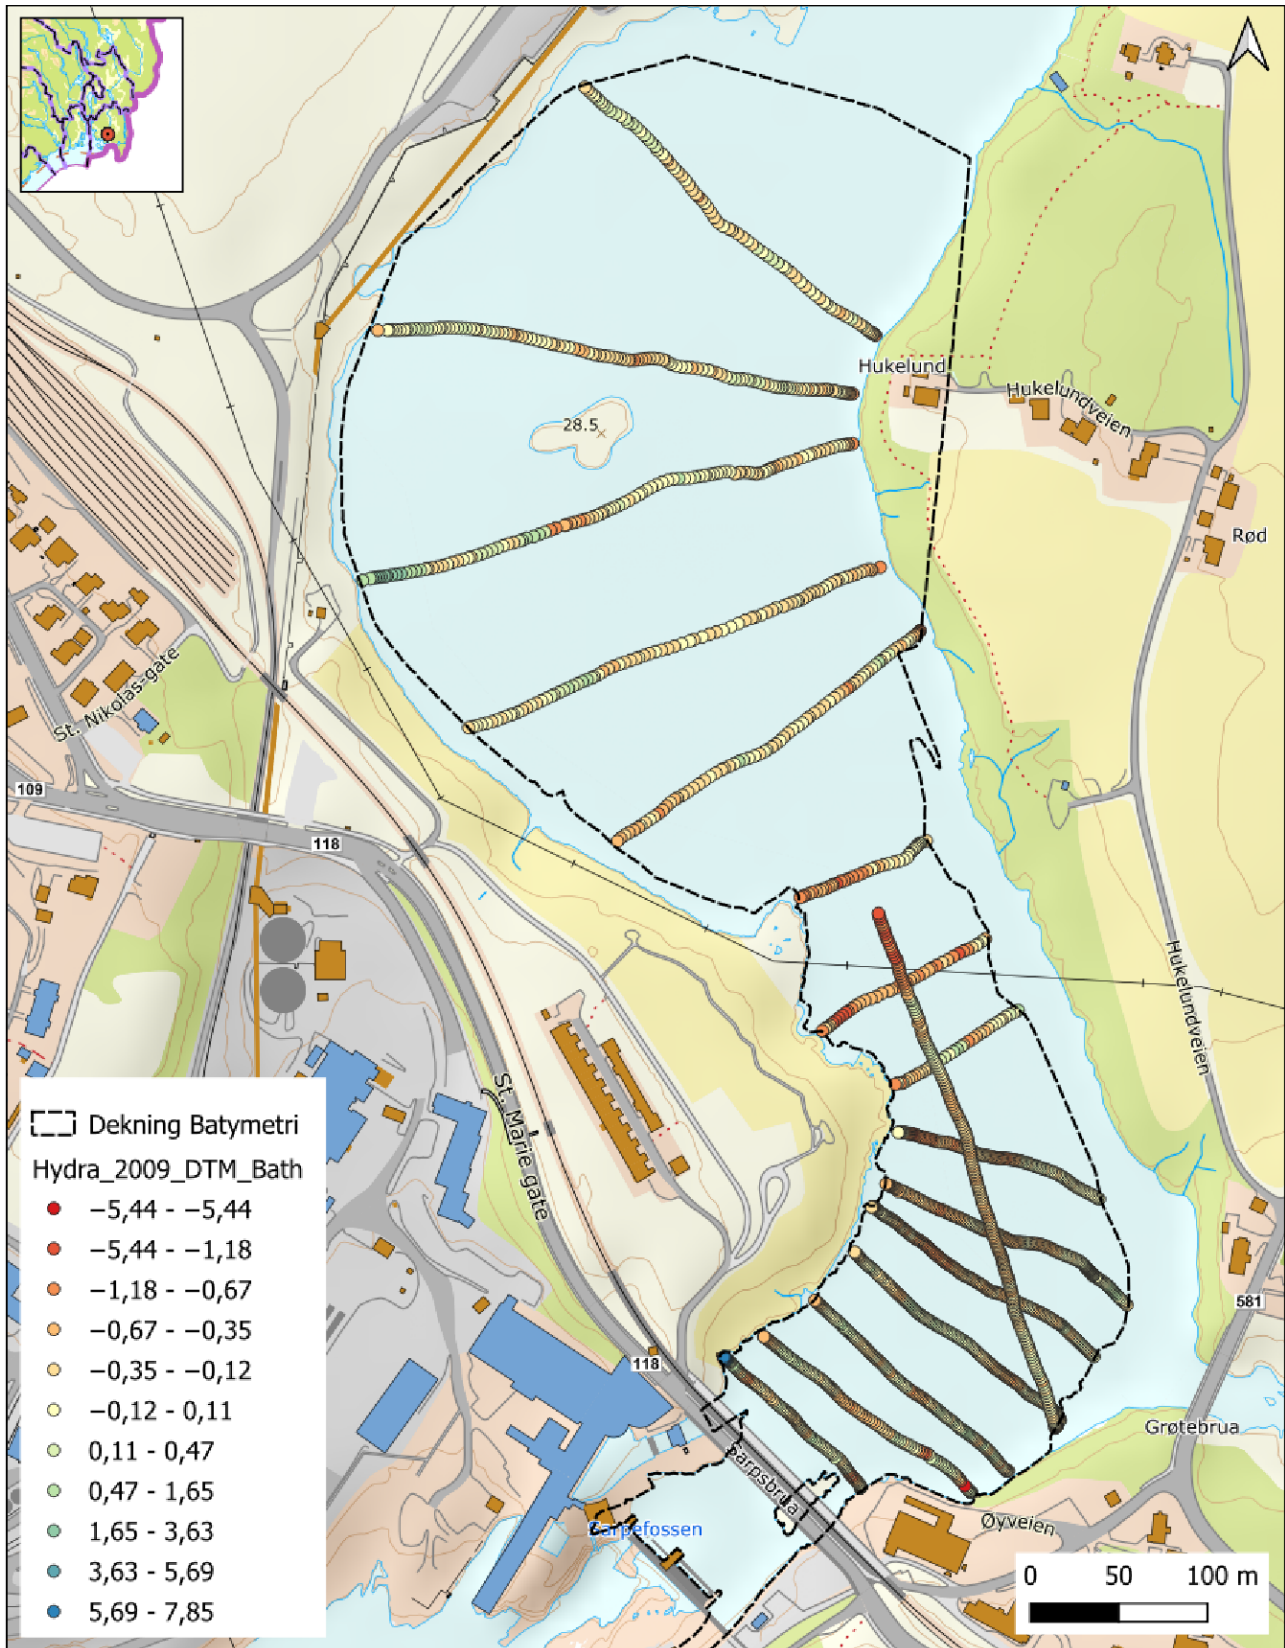 Hukelund
Hukelundveien
28.5
Rød
St. Nikolas-gate
109
118
Hukelundveien
St. Marie gate
Dekning Batymetri
Hydra_2009_DTM_Bath
−5,44 - −5,44
−5,44 - −1,18
−1,18 - −0,67
−0,67 - −0,35
−0,35 - −0,12
−0,12 - 0,11
0,11 - 0,47
0,47 - 1,65
1,65 - 3,63
3,63 - 5,69
5,69 - 7,85
581
118
Grøtebrua
Sarpsbrua
Sarpefossen
Øyveien
0 50 100 m